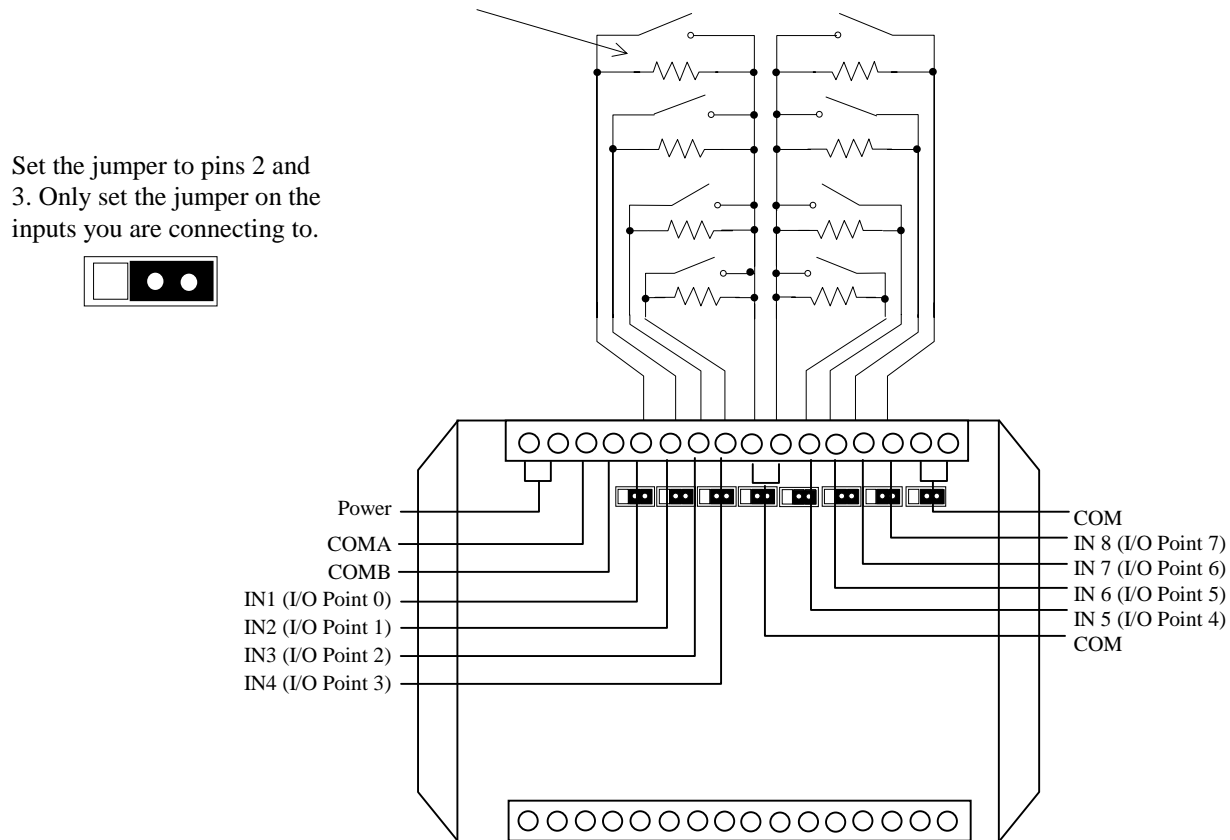 Set the jumper to pins 2 and
3. Only set the jumper on the
inputs you are connecting to.
Power
COMA
COMB
IN1 (I/O Point 0)
IN2 (I/O Point 1)
IN3 (I/O Point 2)
IN4 (I/O Point 3)
COM
IN 8 (I/O Point 7)
IN 7 (I/O Point 6)
IN 6 (I/O Point 5)
IN 5 (I/O Point 4)
COM